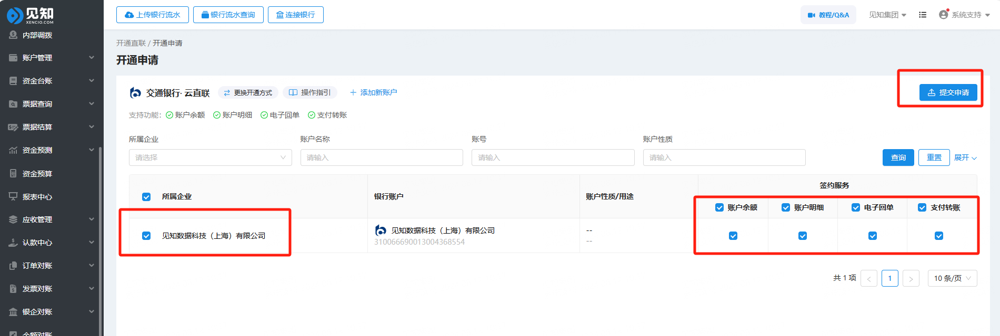 见知
XENCIO.COM
上传银行流水
银行流水查询
连接银行
教程/Q&A
见知集团
系统支持
内部调拨
账户管理
资金台账
票据查询
票据结算
资金预测
资金预算
报表中心
应收管理
认款中心
订单对账
发票对账
银企对账
余额对账
开通直联 / 开通申请
开通申请
交通银行· 云直联
更换开通方式
操作指引
添加新账户
提交申请
支持功能：
账户余额
账户明细
电子回单
支付转账
所属企业
账户名称
账号
账户性质
请选择
请输入
请输入
请输入
查询
重置
展开
所属企业
银行账户
账户性质/用途
签约服务
账户余额
账户明细
电子回单
支付转账
见知数据科技（上海）有限公司
见知数据科技（上海）有限公司
310066690013004368554
--
--
共 1 项
<
1
>
10 条/页